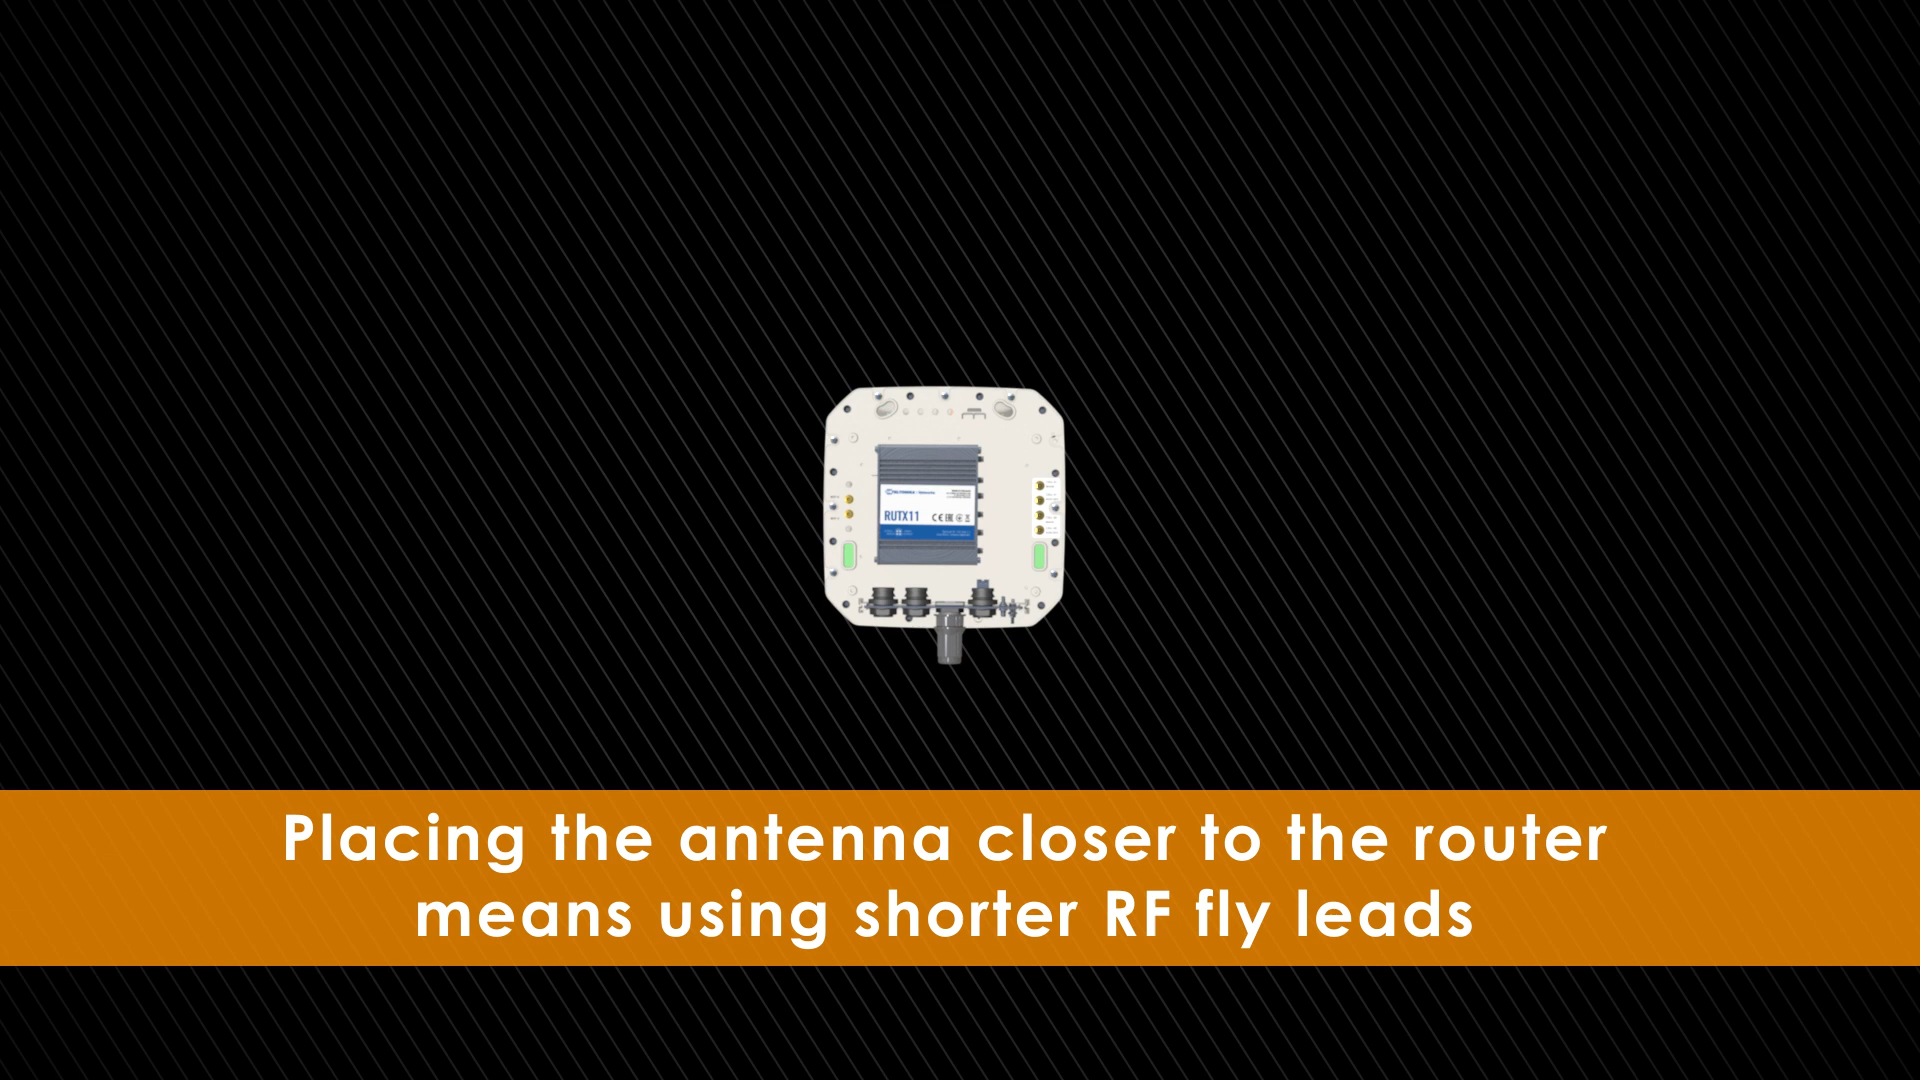 RUTX11
Placing the antenna closer to the router
means using shorter RF fly leads